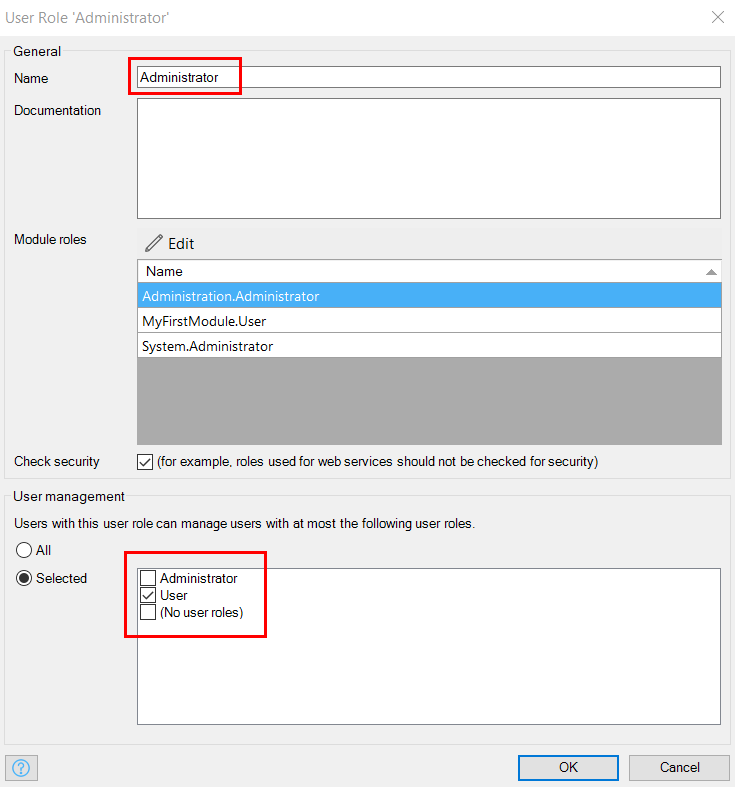 User Role 'Administrator'
General
Name
Administrator
Documentation
Module roles
Edit
Name
Administration.Administrator
MyFirstModule.User
System.Administrator
Check security
(for example, roles used for web services should not be checked for security)
User management
Users with this user role can manage users with at most the following user roles.
All
Selected
Administrator
User
(No user roles)
?
OK
Cancel